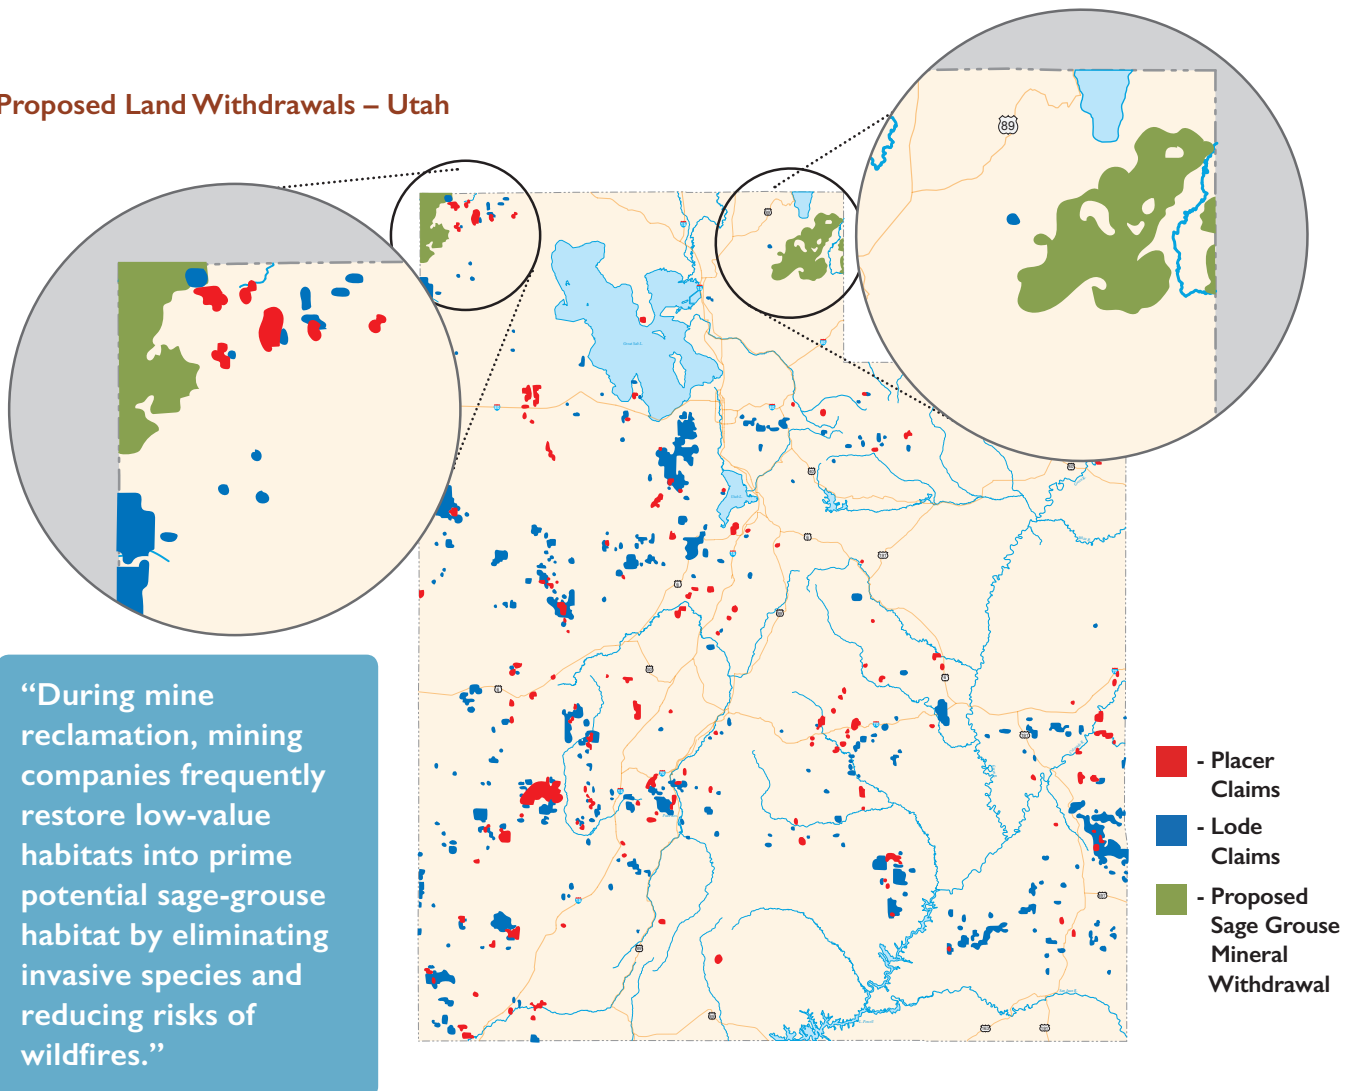 Proposed Land Withdrawals – Utah
89
“During mine
reclamation, mining
companies frequently
restore low-value
habitats into prime
potential sage-grouse
habitat by eliminating
invasive species and
reducing risks of
wildfires.”
- Placer
Claims
- Lode
Claims
- Proposed
Sage Grouse
Mineral
Withdrawal